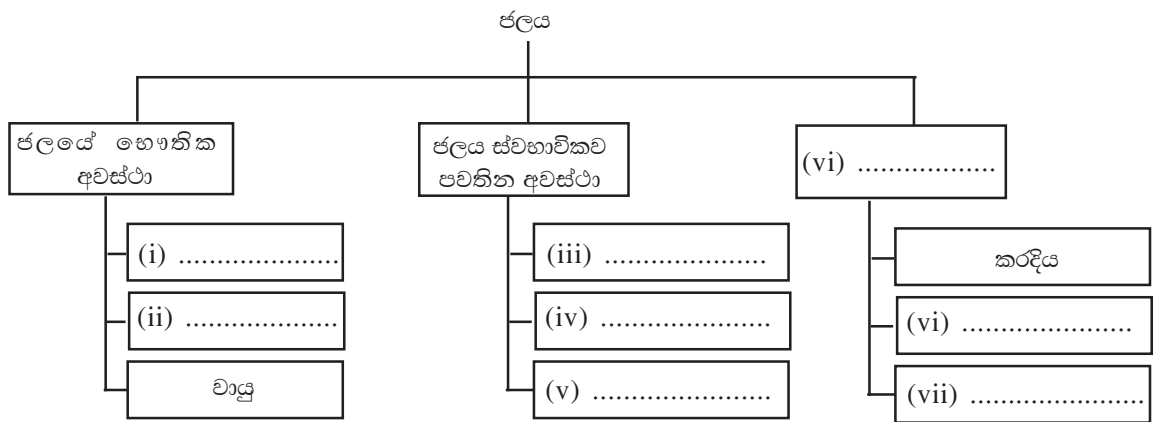 ජලය
ජලයේ භෞතික
අවස්ථා
(i) .....................
(ii) ....................
වායු
ජලය ස්වභාවිකව
පවතින අවස්ථා
(iii) .....................
(iv) ......................
(v) .......................
(vi) ..................
කරදිය
(vi) ......................
(vii) .......................